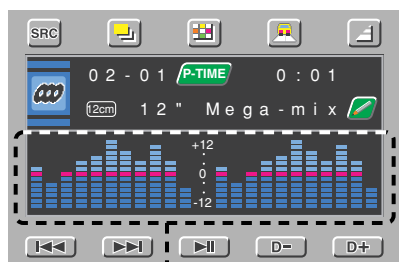 SRC
02-01 P-TIME 0:01
12cm 12" Mega-mix
+12
0
-12
D- D+